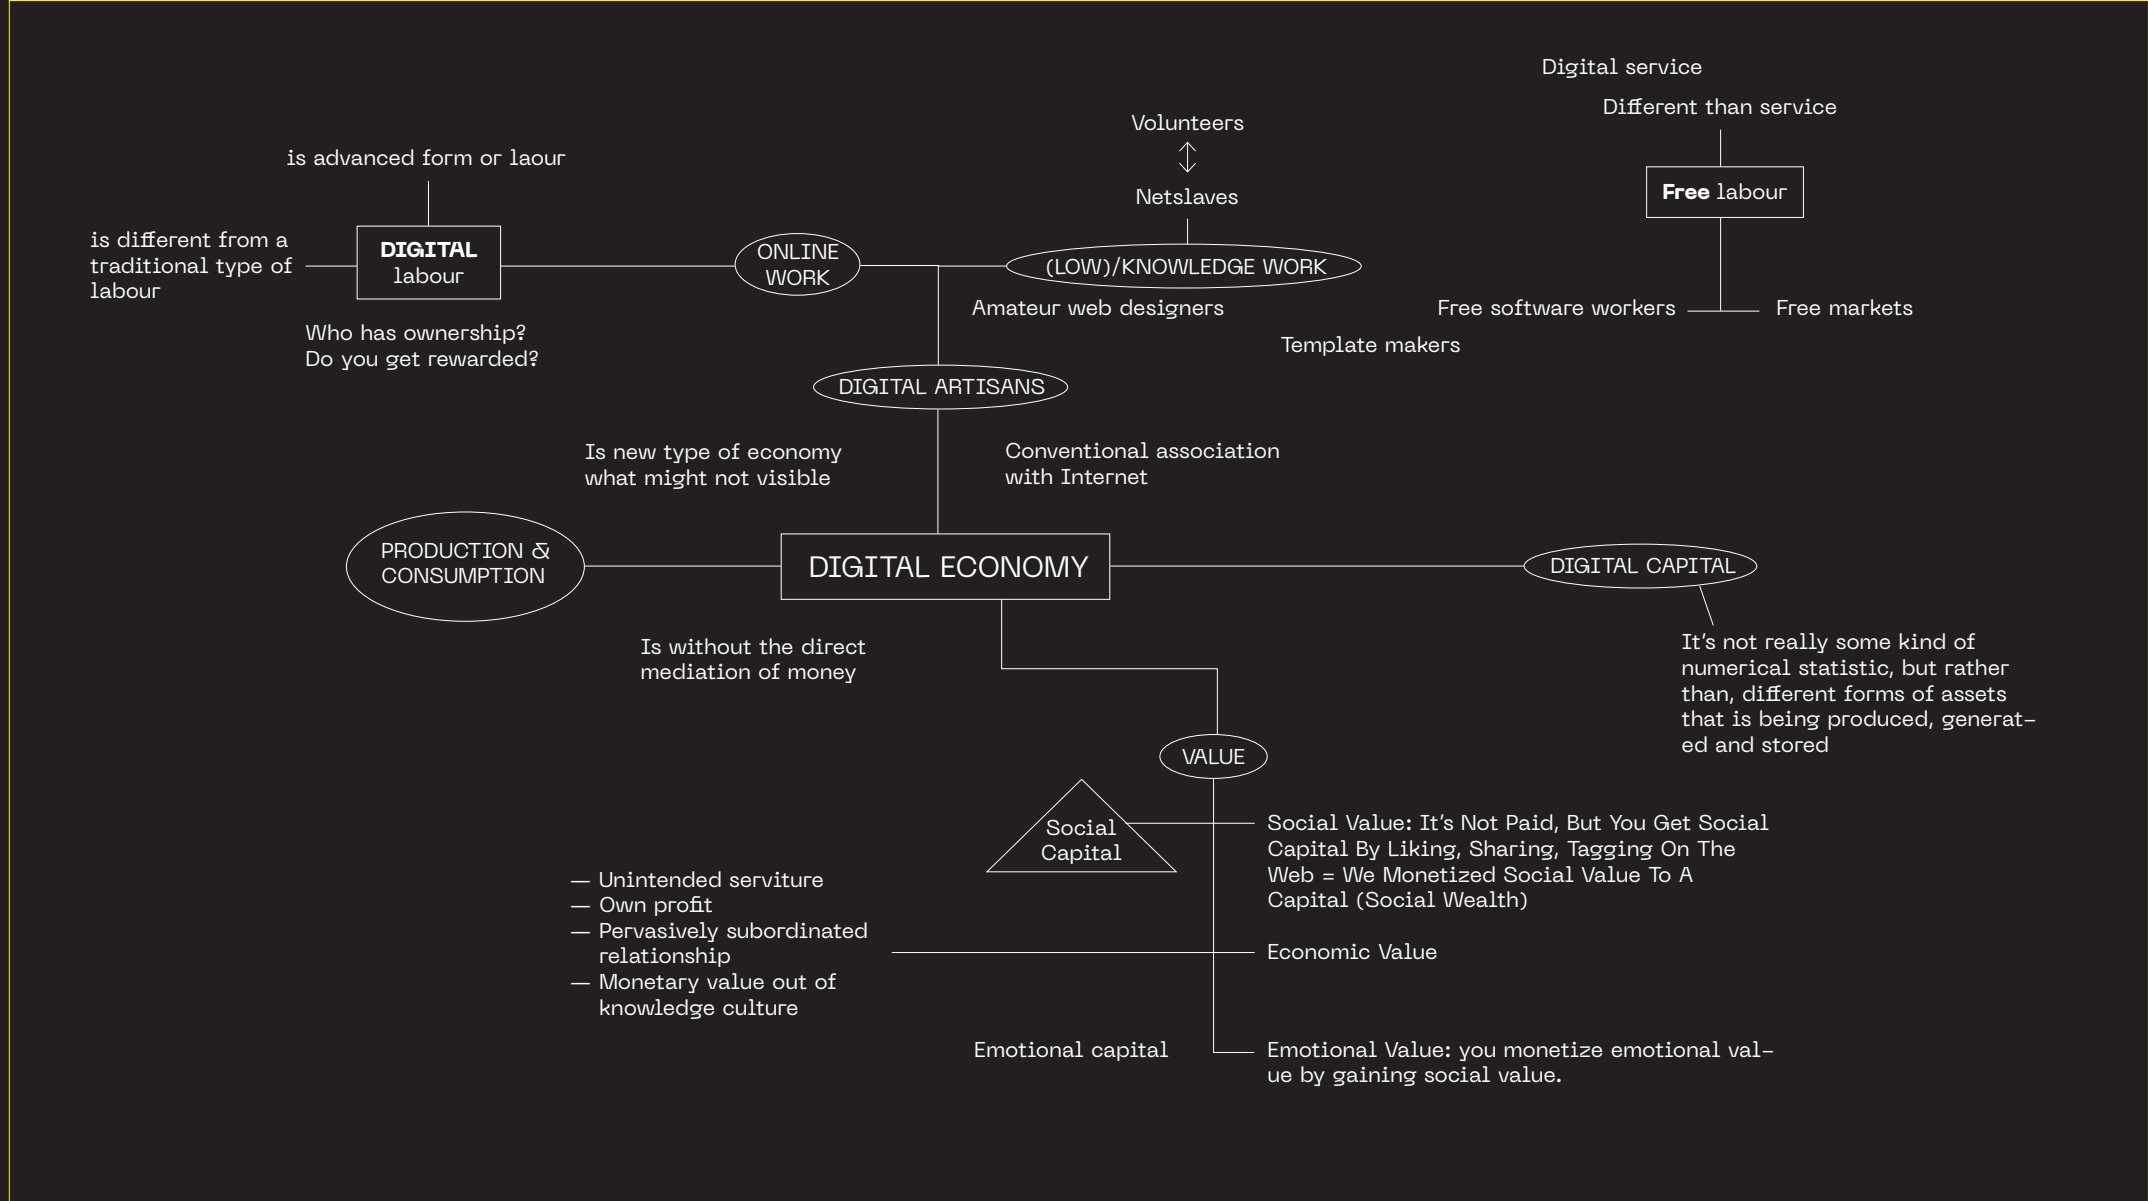 Digital service
Different than service
Volunteers
is advanced form or laour
Netslaves
Free labour
is different from a
traditional type of
labour
DIGITAL
labour
ONLINE
WORK
(LOW)/KNOWLEDGE WORK
Amateur web designers
Free software workers
Free markets
Who has ownership?
Do you get rewarded?
Template makers
DIGITAL ARTISANS
Is new type of economy
what might not visible
Conventional association
with Internet
PRODUCTION &
CONSUMPTION
DIGITAL ECONOMY
DIGITAL CAPITAL
Is without the direct
mediation of money
It's not really some kind of
numerical statistic, but rather
than, different forms of assets
that is being produced, generat-
ed and stored
VALUE
Social
Capital
Social Value: It's Not Paid, But You Get Social
Capital By Liking, Sharing, Tagging On The
Web = We Monetized Social Value To A
Capital (Social Wealth)
— Unintended serviture
— Own profit
— Pervasively subordinated
relationship
— Monetary value out of
knowledge culture
Economic Value
Emotional capital
Emotional Value: you monetize emotional val-
ue by gaining social value.